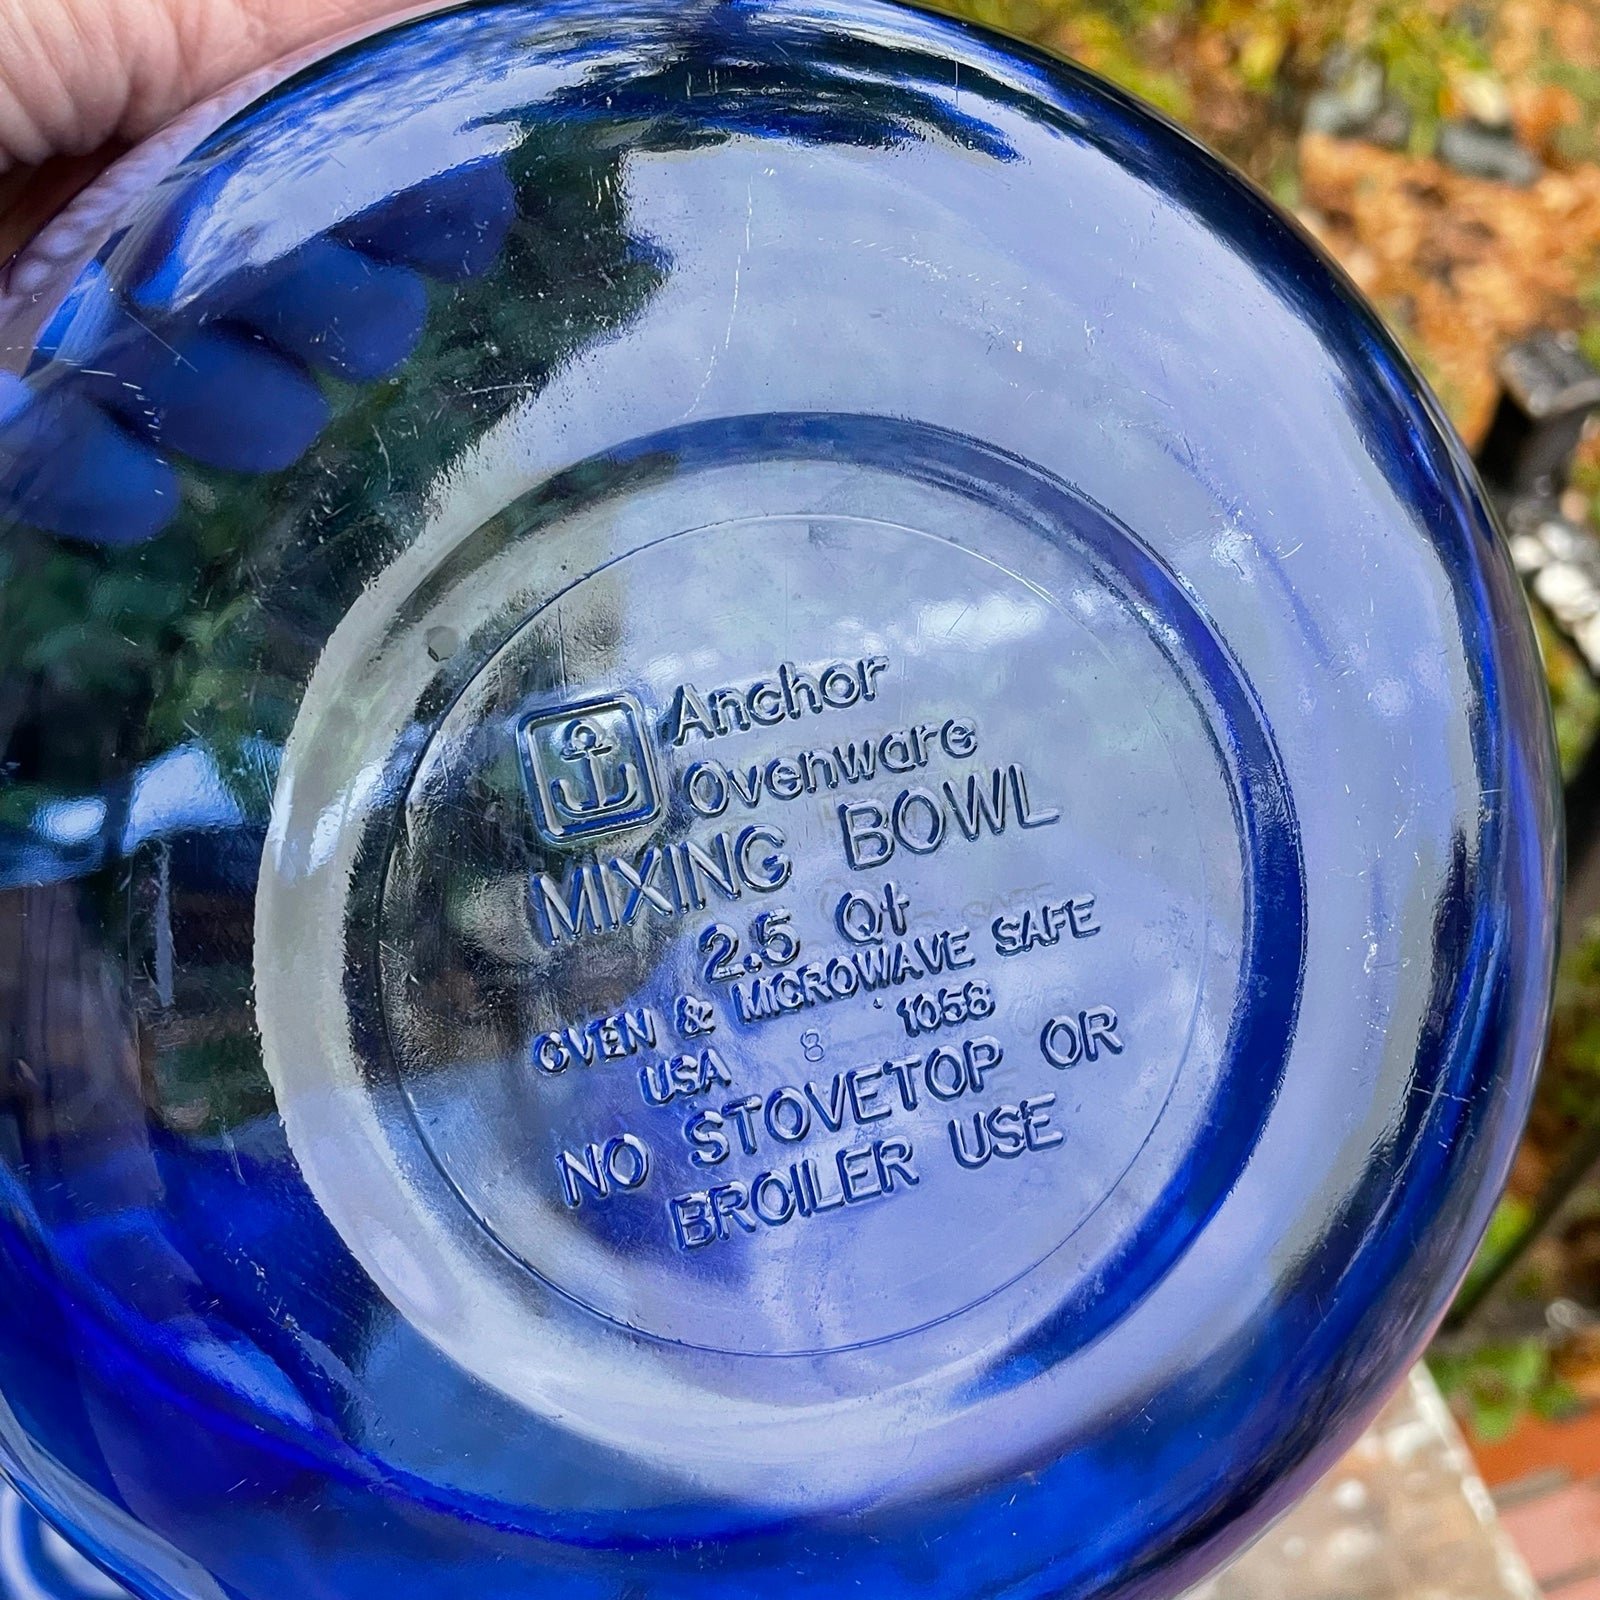 Anchor
Ovenware
MIXING BOWL
2.5 Qt
OVEN & MICROWAVE SAFE
USA 8 1058
NO STOVETOP OR
BROILER USE